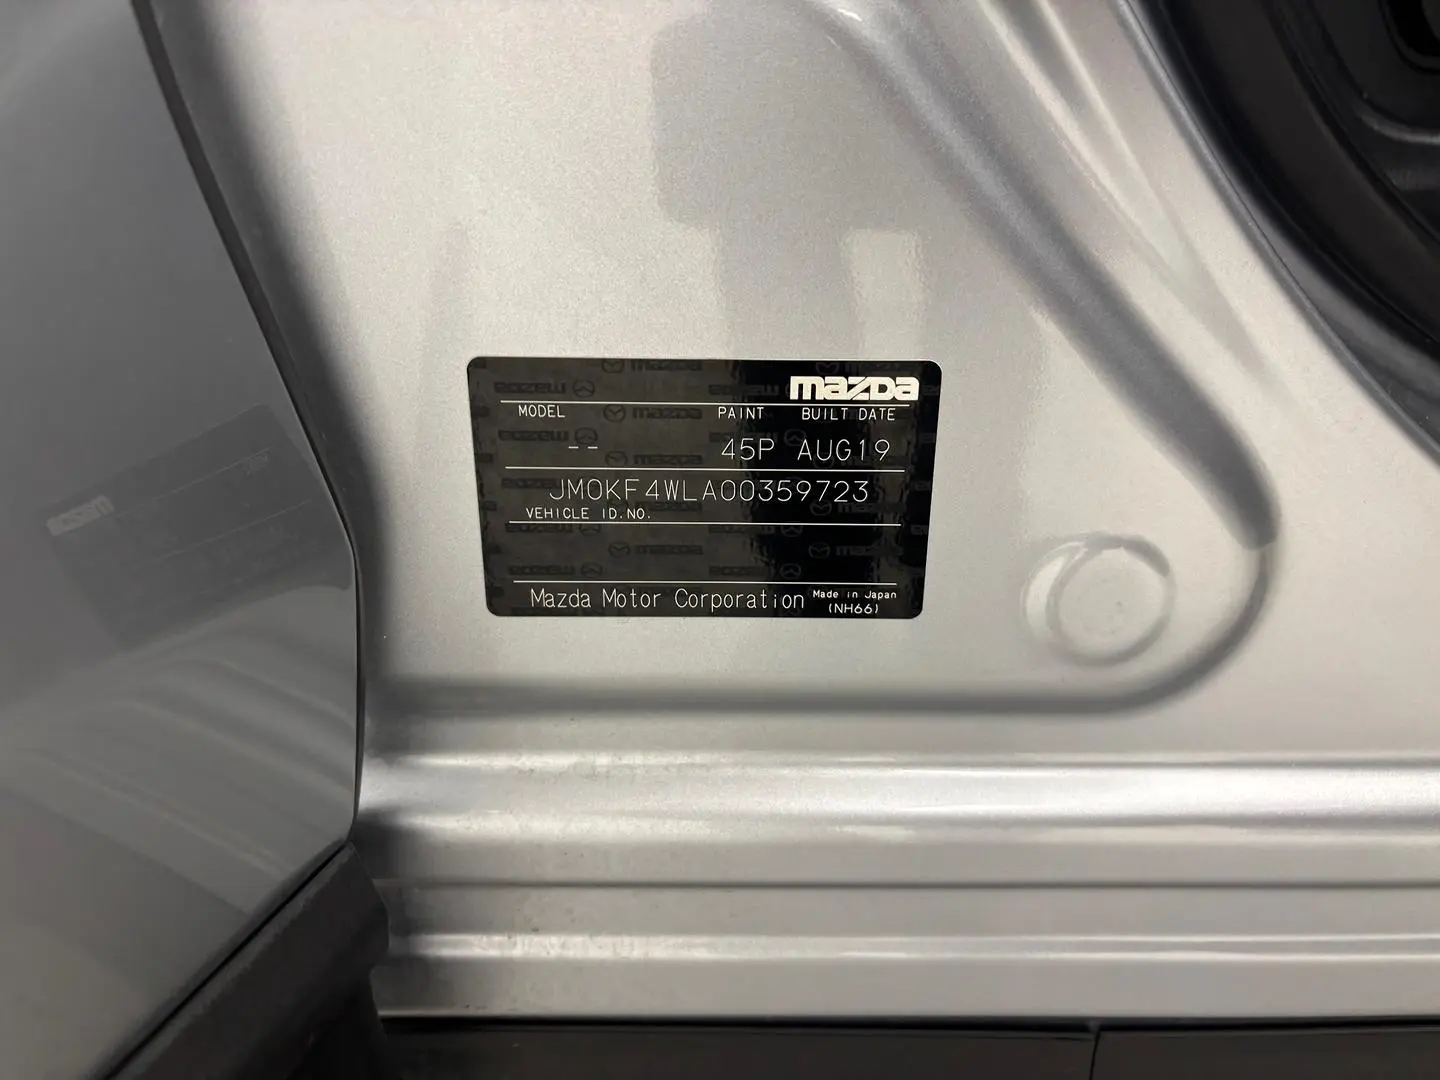 mazda
MODEL PAINT BUILT DATE
-- 45P AUG19
JM0KF4WLA00359723
VEHICLE ID.NO.
Mazda Motor Corporation Made in Japan
(NH66)